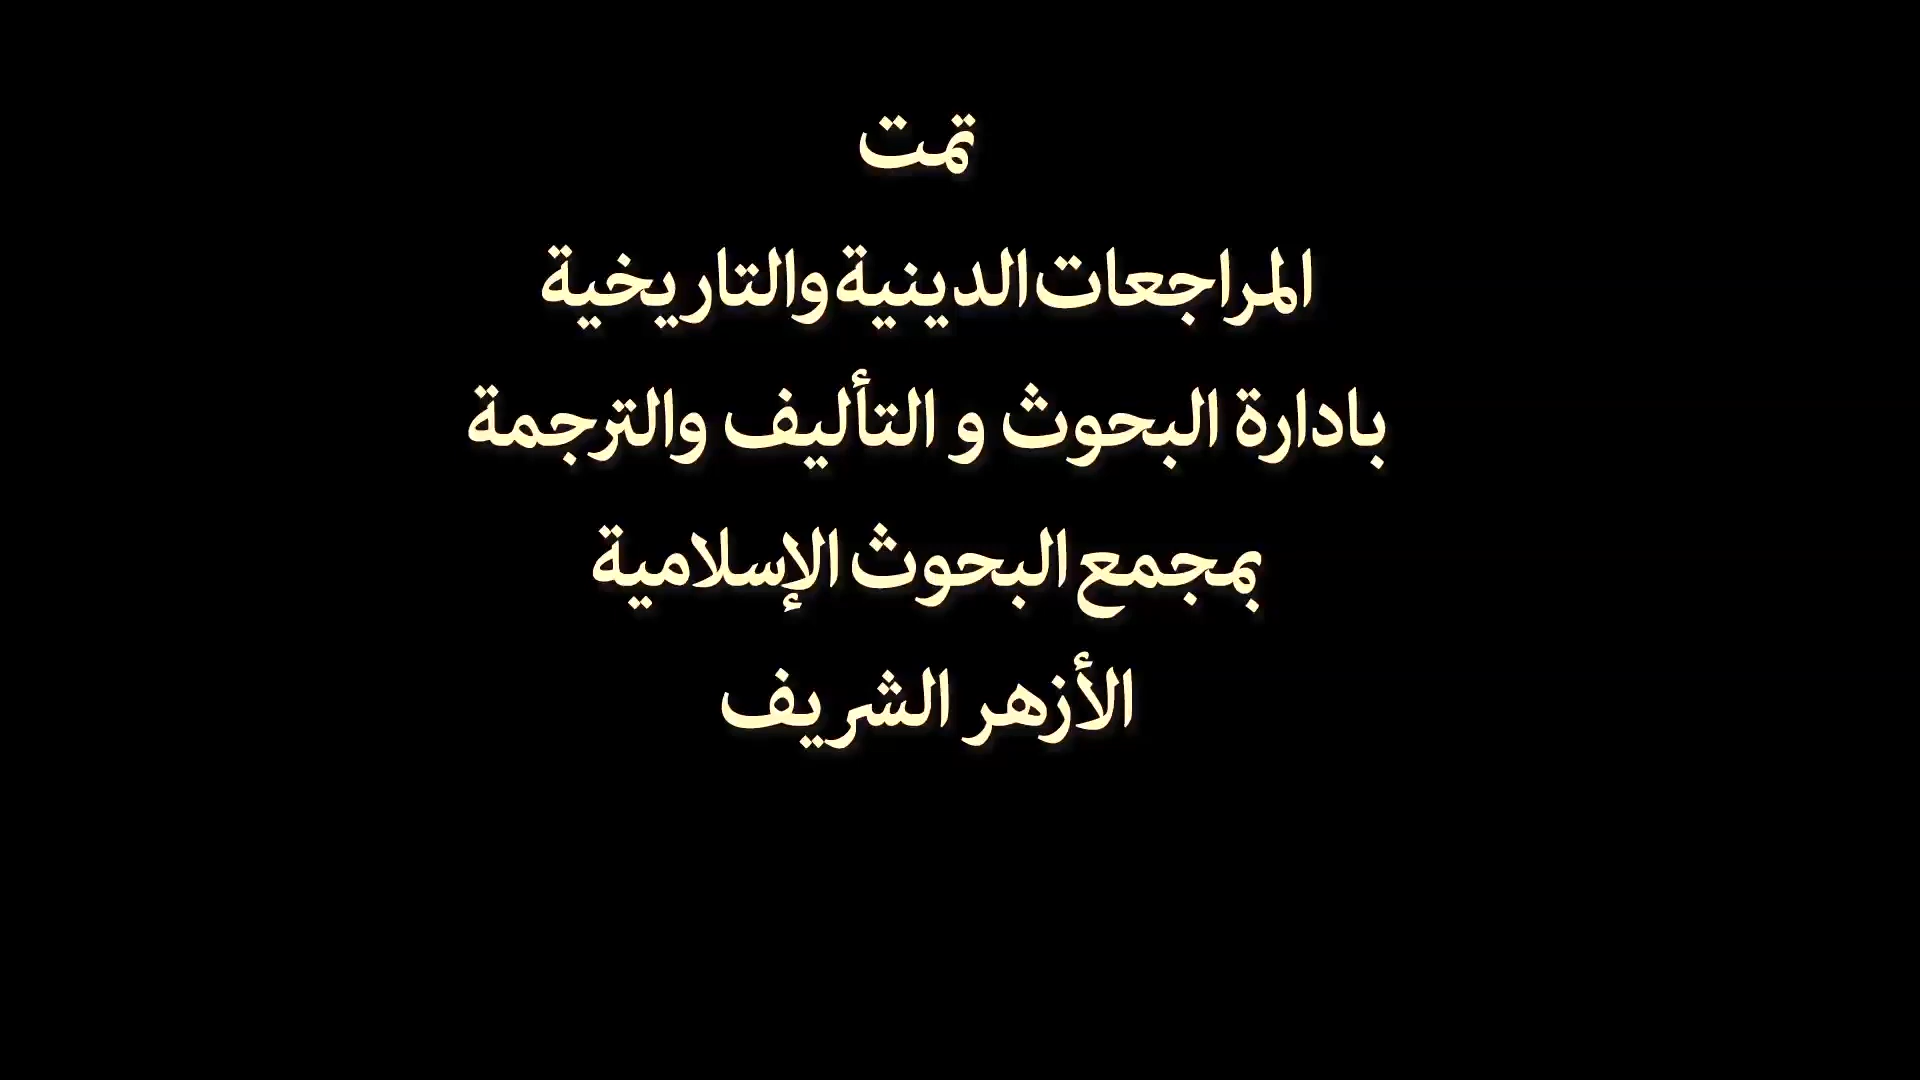 تمت
المراجعات الدينية والتاريخية
بادارة البحوث و التأليف والترجمة
بمجمع البحوث الإسلامية
الأزهر الشريف